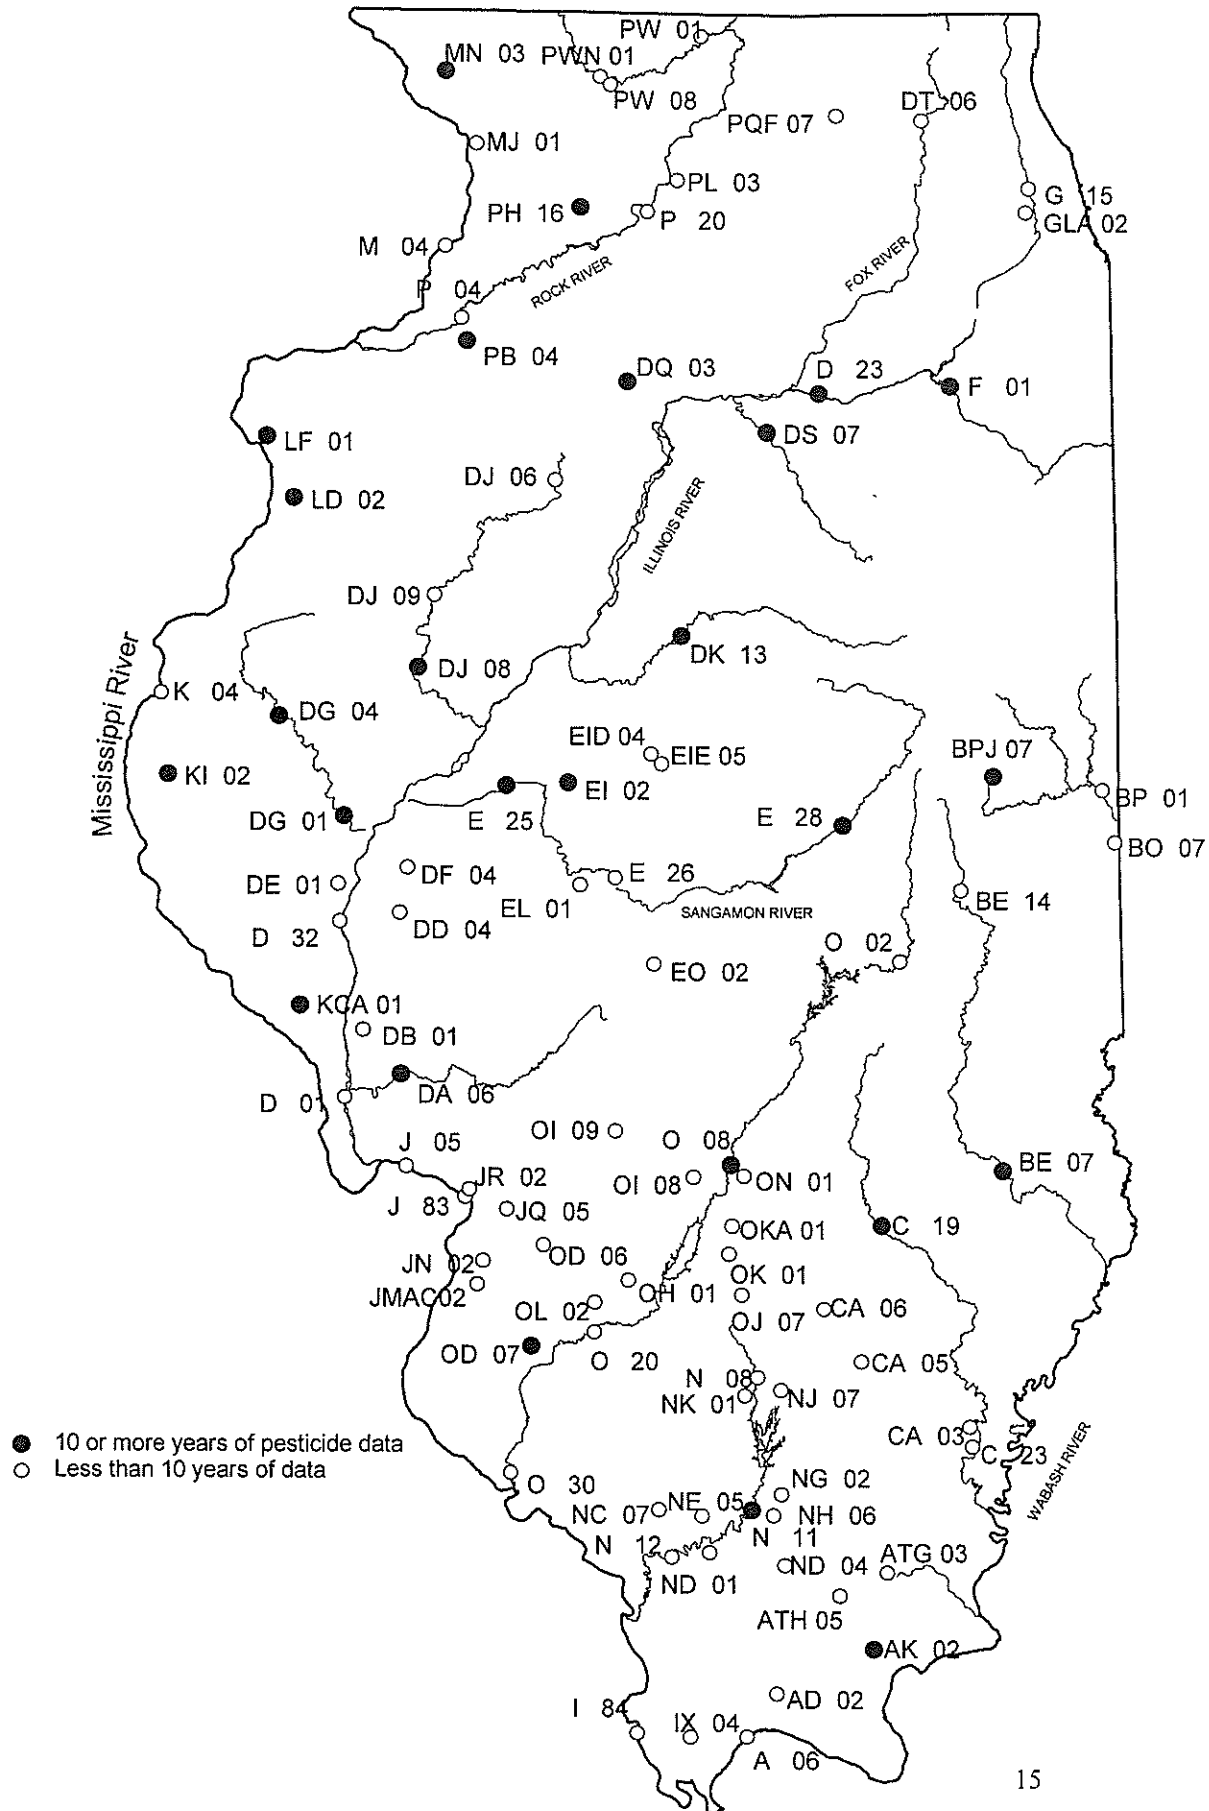 PW 01
MN 03
PWN 01
PW 08
DT 06
PQF 07
MJ 01
PL 03
G 15
PH 16
P 20
GLA 02
M 04
FOX RIVER
ROCK RIVER
P 04
PB 04
DQ 03
D 23
F 01
LF 01
DS 07
DJ 06
LD 02
ILLINOIS RIVER
DJ 09
DK 13
DJ 08
Mississippi River
K 04
DG 04
EID 04
EIE 05
BPJ 07
KI 02
EI 02
BP 01
DG 01
E 25
E 28
BO 07
DE 01
DF 04
E 26
EL 01
BE 14
SANGAMON RIVER
DD 04
D 32
O 02
EO 02
KCA 01
DB 01
DA 06
D 01
OI 09
O 08
J 05
BE 07
JR 02
OI 08
ON 01
J 83
JQ 05
OKA 01
C 19
OD 06
JN 02
OK 01
JMAC02
OH 01
OL 02
CA 06
OJ 07
OD 07
O 20
CA 05
N 08
NK 01
NJ 07
● 10 or more years of pesticide data
○ Less than 10 years of data
CA 03
C 23
WABASH RIVER
O 30
NG 02
NC 07
NE 05
NH 06
N 11
N 12
ND 04
ATG 03
ND 01
ATH 05
AK 02
AD 02
I 84
IX 04
A 06
15